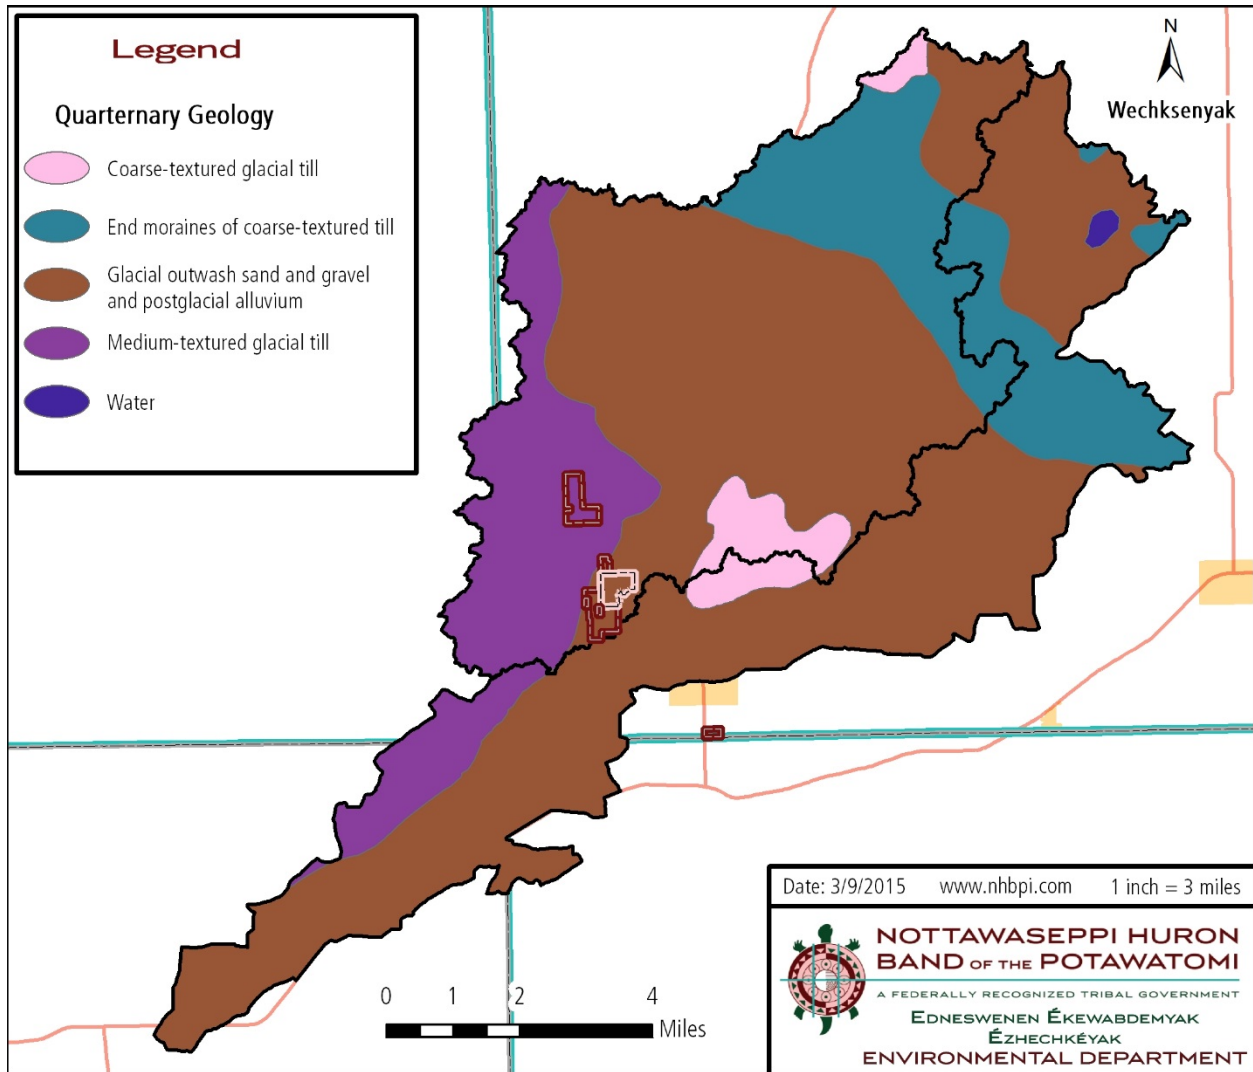 Legend
Quarternary Geology
Coarse-textured glacial till
End moraines of coarse-textured till
Glacial outwash sand and gravel
and postglacial alluvium
Medium-textured glacial till
Water
N
Wechksenyak
0 1 2 4
Miles
Date: 3/9/2015 www.nhbpi.com 1 inch = 3 miles
NOTTAWASEPPI HURON
BAND OF THE POTAWATOMI
A FEDERALLY RECOGNIZED TRIBAL GOVERNMENT
EDNESWENEN ÉKEWABDEMYAK
ÉZHECHKÉYAK
ENVIRONMENTAL DEPARTMENT